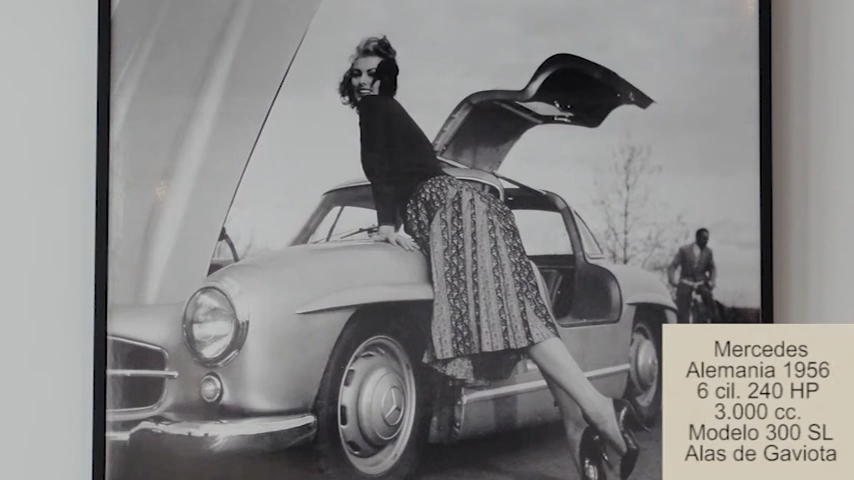 Mercedes
Alemania 1956
6 cil. 240 HP
3.000 cc.
Modelo 300 SL
Alas de Gaviota